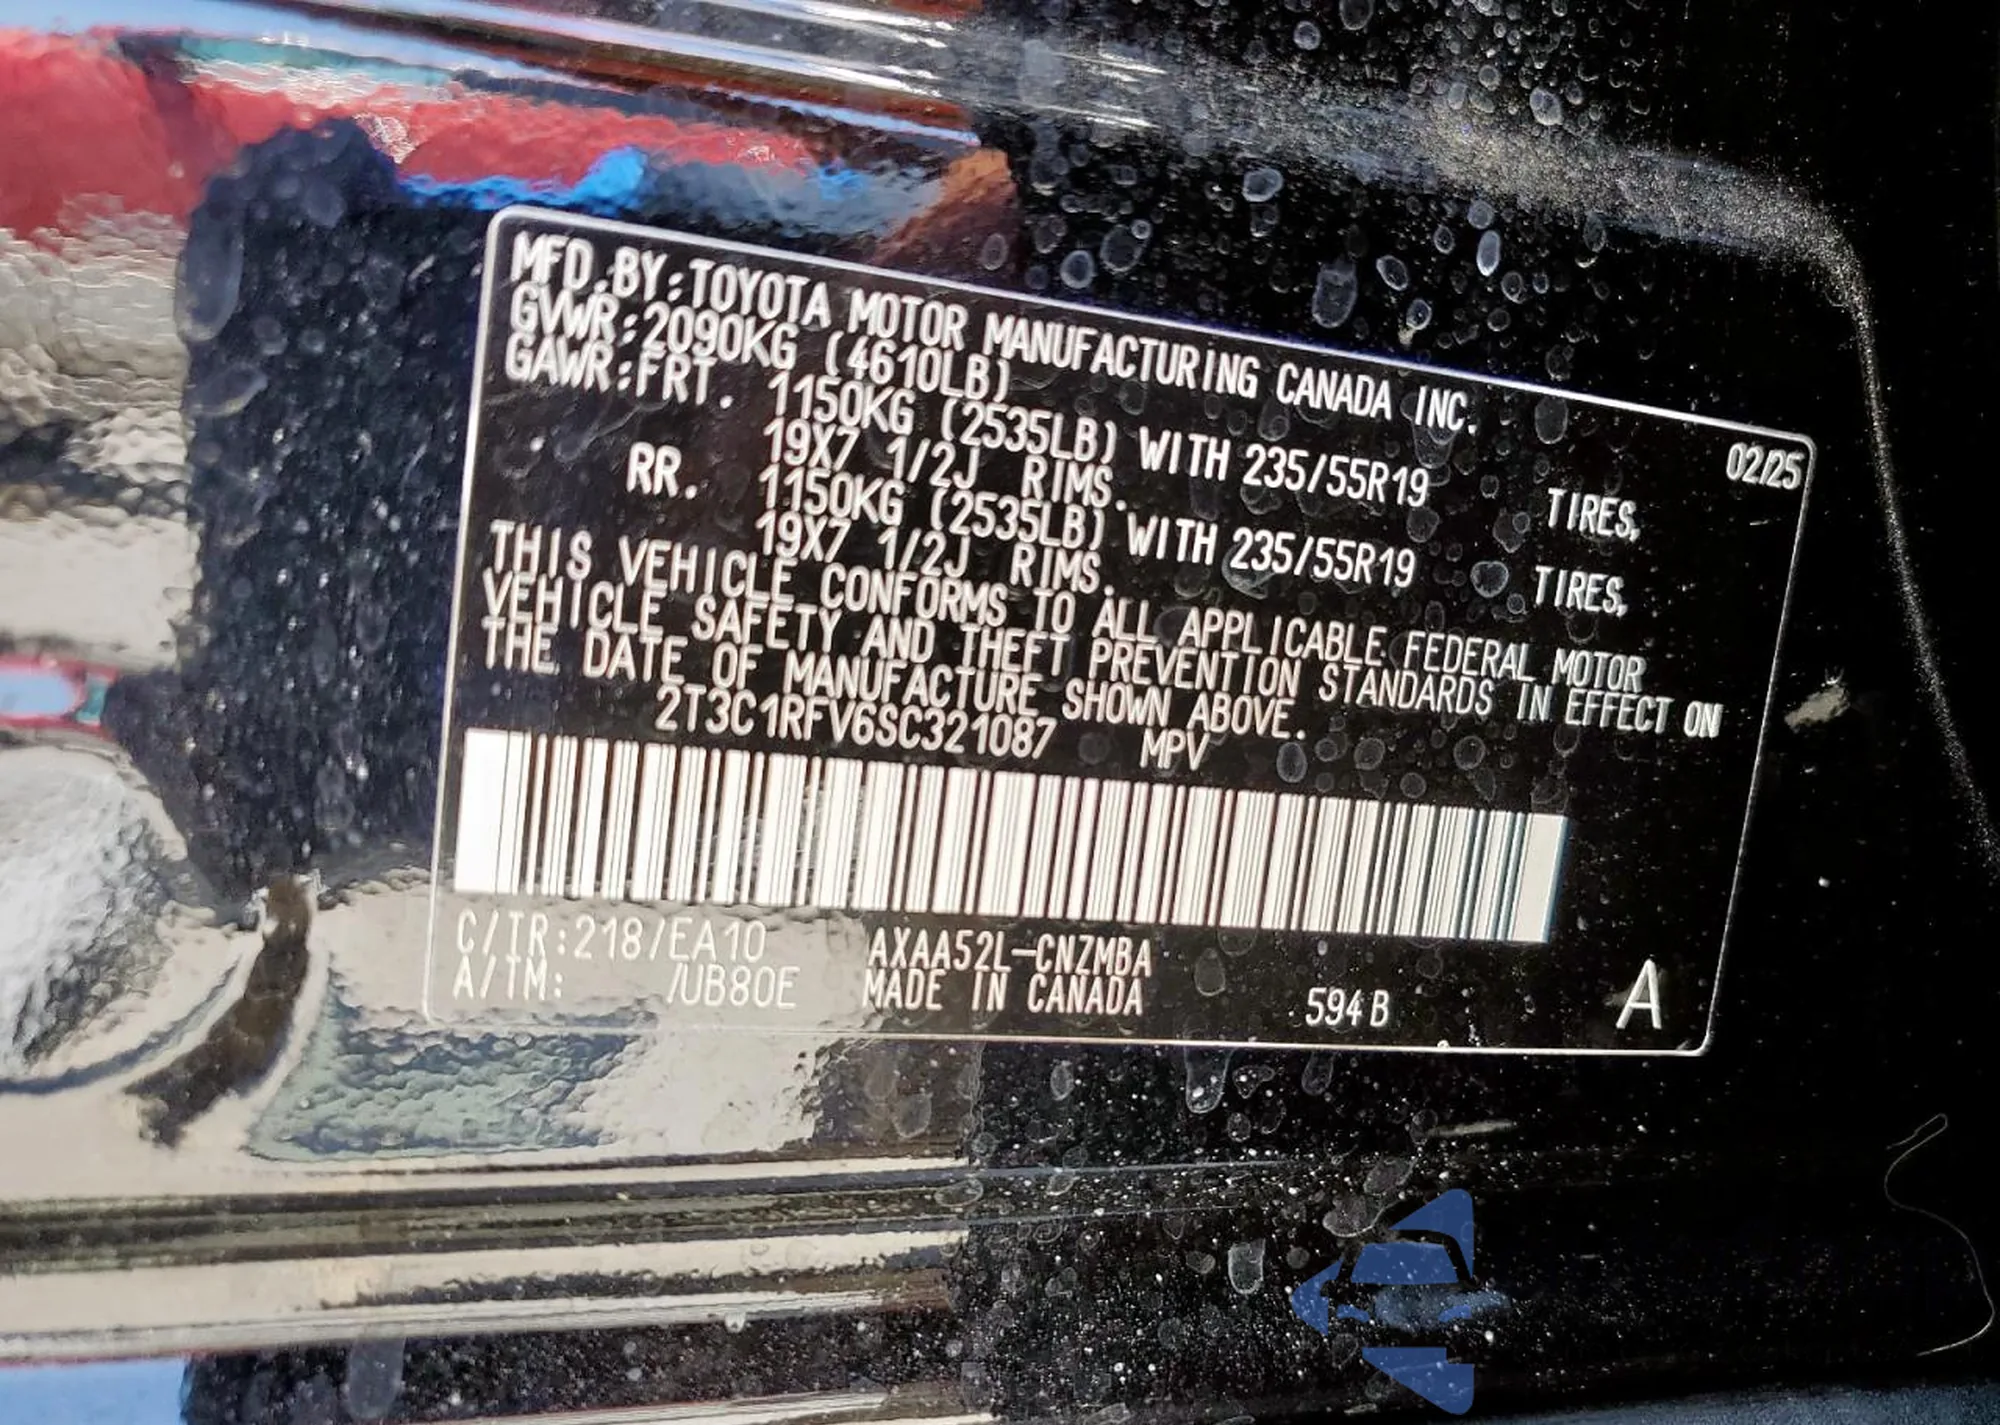 MFD.BY:TOYOTA MOTOR MANUFACTURING CANADA INC.
02/25
GVWR:2090KG (4610LB)
GAWR:FRT. 1150KG (2535LB) WITH 235/55R19 TIRES,
19X7 1/2J RIMS.
RR. 1150KG (2535LB) WITH 235/55R19 TIRES,
19X7 1/2J RIMS.
THIS VEHICLE CONFORMS TO ALL APPLICABLE FEDERAL MOTOR
VEHICLE SAFETY AND THEFT PREVENTION STANDARDS IN EFFECT ON
THE DATE OF MANUFACTURE SHOWN ABOVE.
2T3C1RFV6SC321087 MPV
C/TR:218/EA10 AXAA52L-CNZMBA
A/TM: /UB80E MADE IN CANADA 594B A